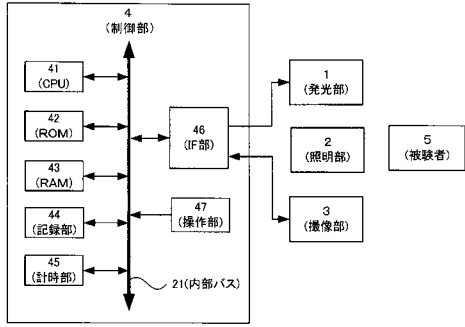 4
(制御部)
41
(CPU)
42
(ROM)
43
(RAM)
44
(記録部)
45
(計時部)
46
(IF部)
47
(操作部)
21(内部バス)
1
(発光部)
2
(照明部)
3
(撮像部)
5
(被験者)